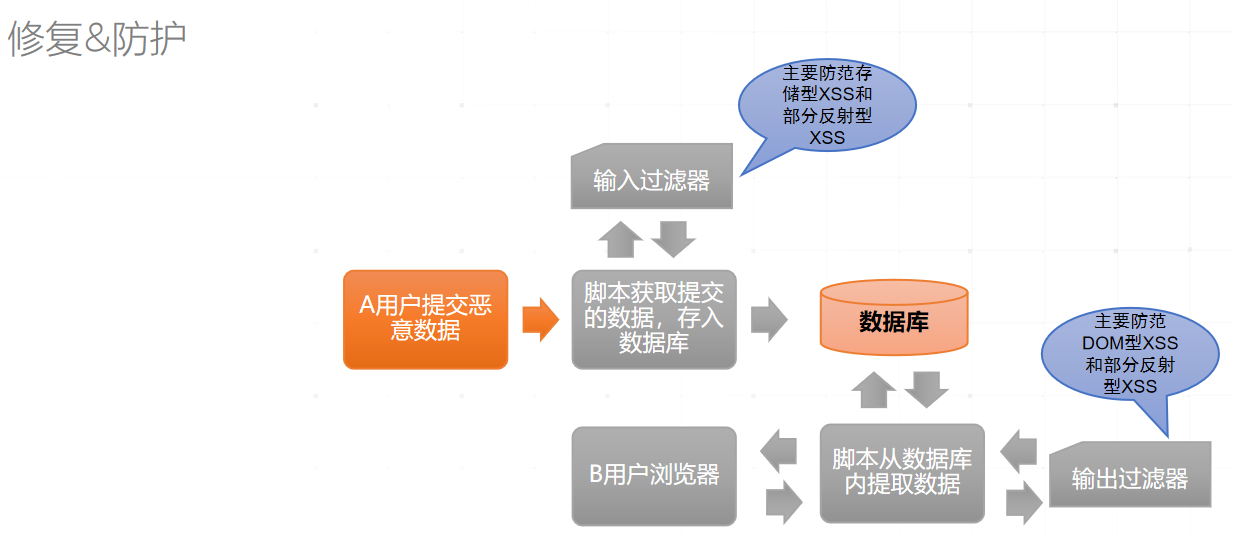 修复&防护
主要防范存
储型XSS和
部分反射型
XSS
输入过滤器
A用户提交恶
意数据
脚本获取提交
的数据，存入
数据库
数据库
主要防范
DOM型XSS
和部分反射
型XSS
B用户浏览器
脚本从数据库
内提取数据
输出过滤器